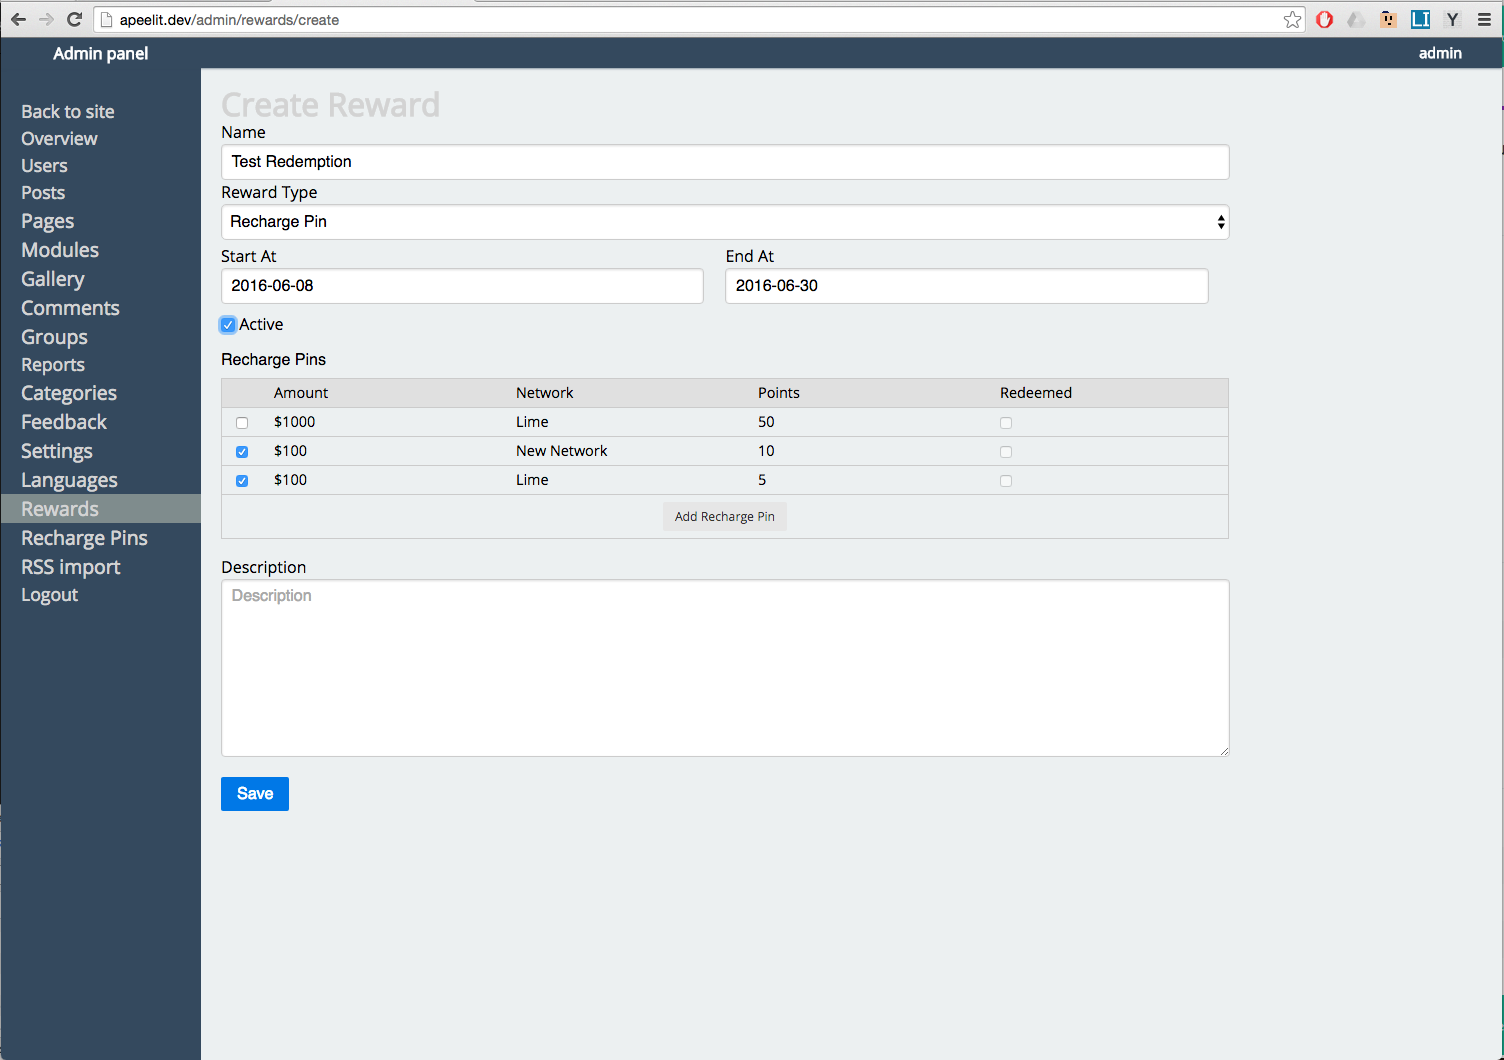 apeelit.dev/admin/rewards/create
LI
Y
Admin panel
admin
Back to site
Overview
Users
Posts
Pages
Modules
Gallery
Comments
Groups
Reports
Categories
Feedback
Settings
Languages
Rewards
Recharge Pins
RSS import
Logout
Create Reward
Name
Test Redemption
Reward Type
Recharge Pin
Start At End At
2016-06-08 2016-06-30
Active
Recharge Pins
Amount Network Points Redeemed
$1000 Lime 50
$100 New Network 10
$100 Lime 5
Add Recharge Pin
Description
Description
Save